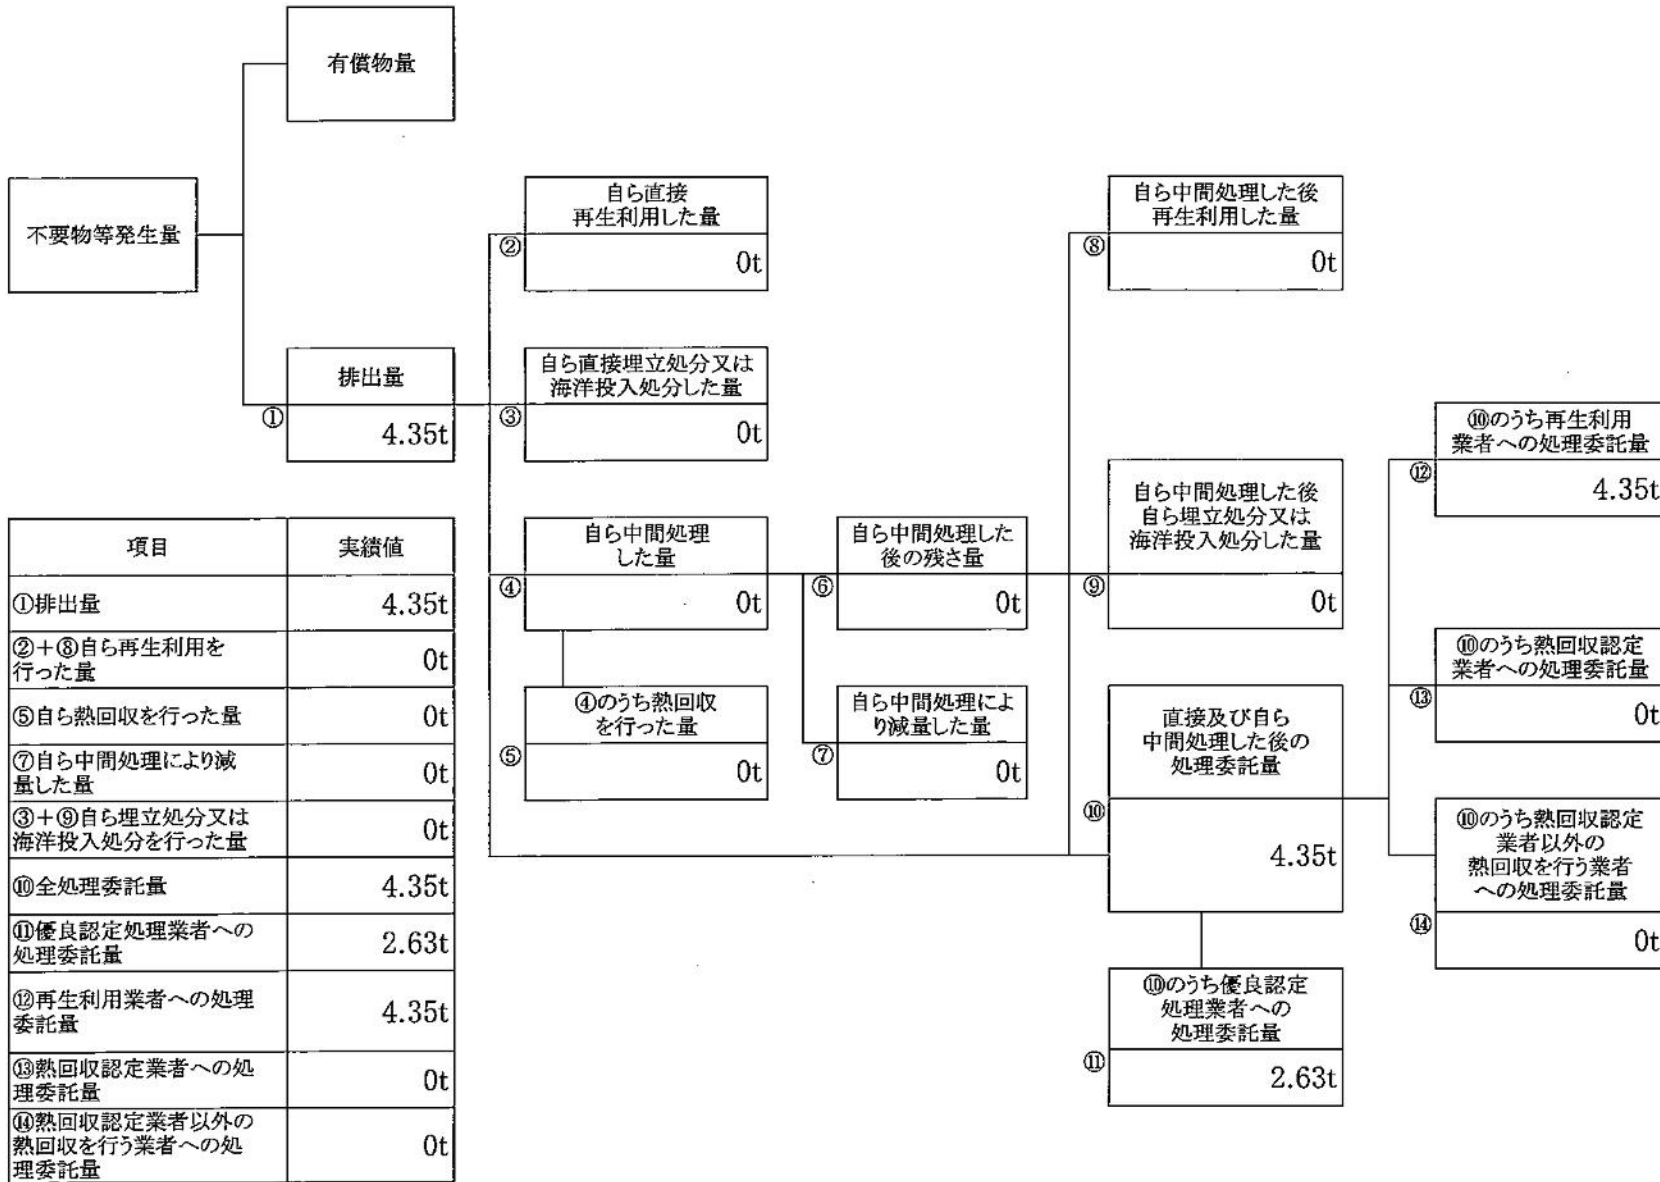 有償物量
不要物等発生量
排出量
①
4.35t
自ら直接
再生利用した量
②
0t
自ら直接埋立処分又は
海洋投入処分した量
③
0t
自ら中間処理
した量
④
0t
④のうち熱回収
を行った量
⑤
0t
自ら中間処理した
後の残さ量
⑥
0t
自ら中間処理によ
り減量した量
⑦
0t
自ら中間処理した後
再生利用した量
⑧
0t
自ら中間処理した後
自ら埋立処分又は
海洋投入処分した量
⑨
0t
直接及び自ら
中間処理した後の
処理委託量
⑩
4.35t
⑩のうち優良認定
処理業者への
処理委託量
⑪
2.63t
⑩のうち再生利用
業者への処理委託量
⑫
4.35t
⑩のうち熱回収認定
業者への処理委託量
⑬
0t
⑩のうち熱回収認定
業者以外の
熱回収を行う業者
への処理委託量
⑭
0t
項目 実績値
①排出量 4.35t
②+⑧自ら再生利用を
行った量 0t
⑤自ら熱回収を行った量 0t
⑦自ら中間処理により減
量した量 0t
③+⑨自ら埋立処分又は
海洋投入処分を行った量 0t
⑩全処理委託量 4.35t
⑪優良認定処理業者への
処理委託量 2.63t
⑫再生利用業者への処理
委託量 4.35t
⑬熱回収認定業者への処
理委託量 0t
⑭熱回収認定業者以外の
熱回収を行う業者への処
理委託量 0t